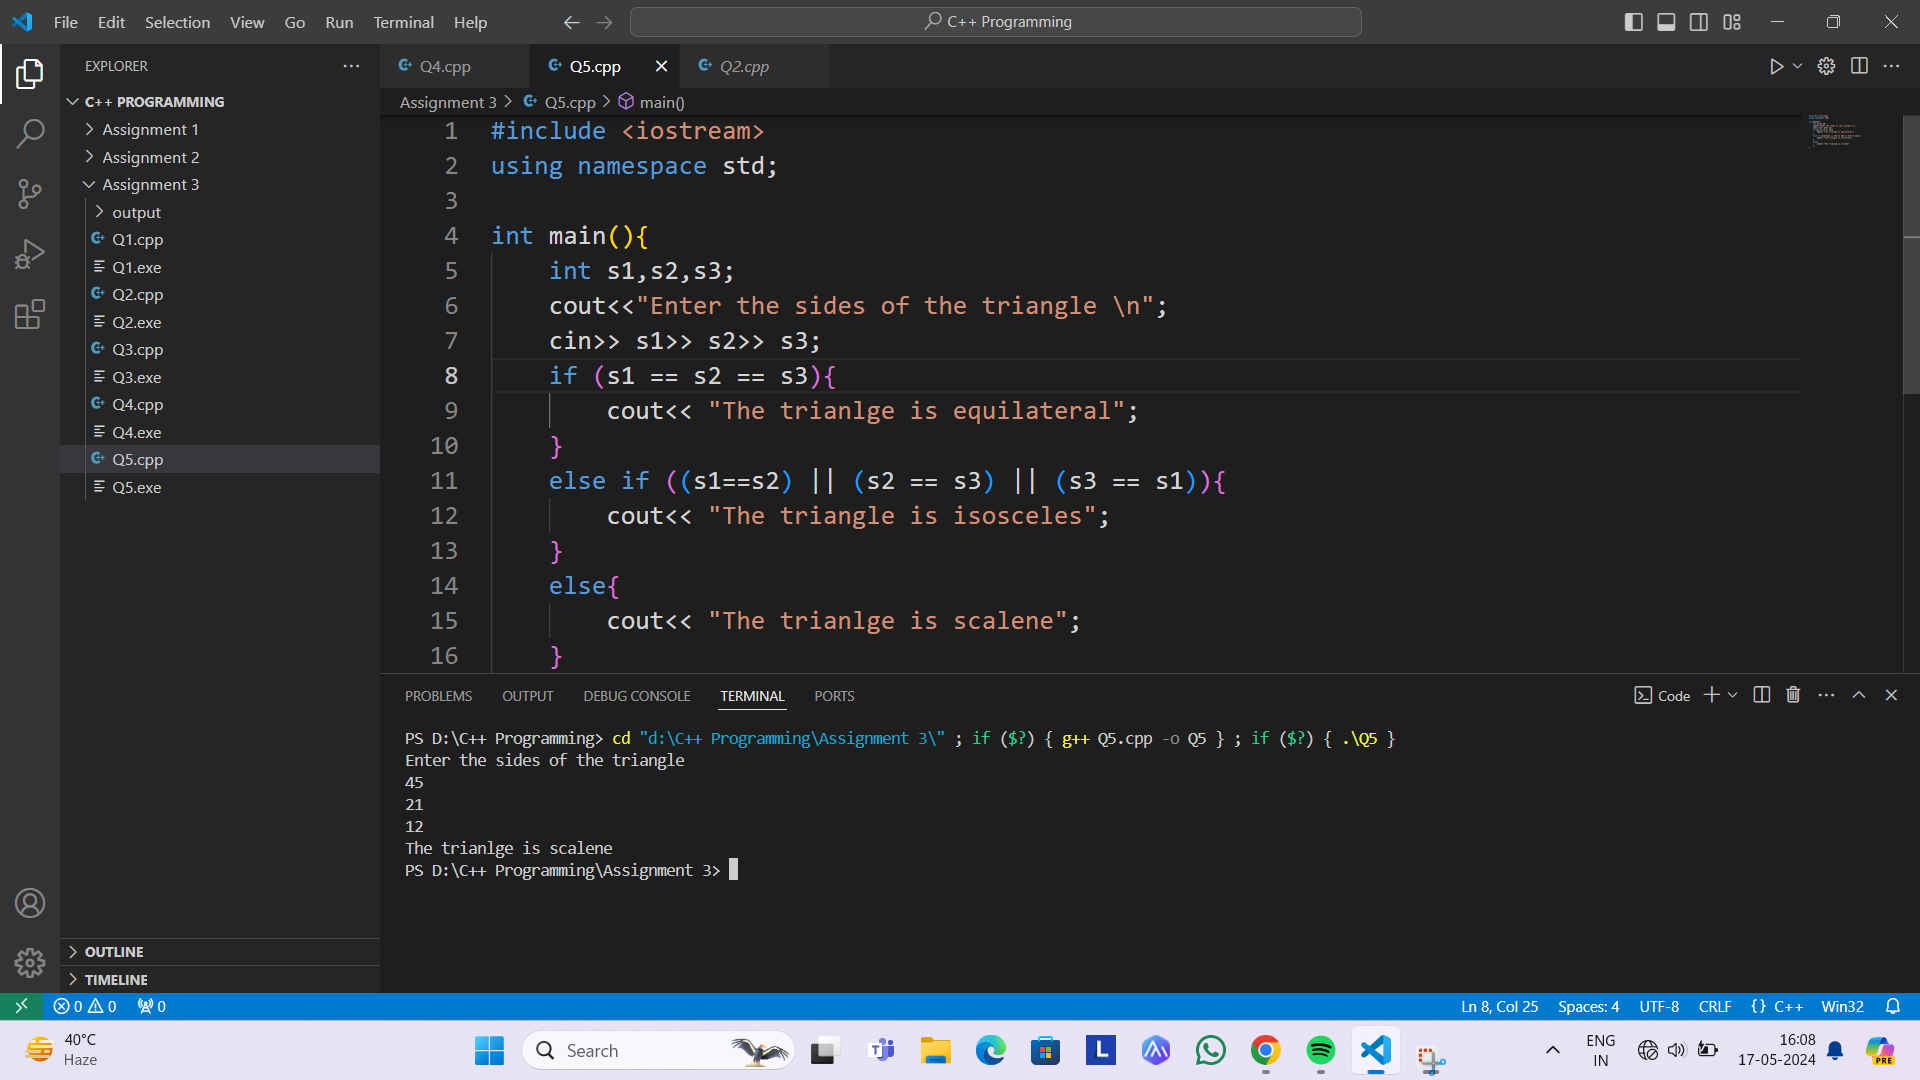 File Edit Selection View Go Run Terminal Help
C++ Programming
EXPLORER
C++ PROGRAMMING
Assignment 1
Assignment 2
Assignment 3
output
Q1.cpp
Q1.exe
Q2.cpp
Q2.exe
Q3.cpp
Q3.exe
Q4.cpp
Q4.exe
Q5.cpp
Q5.exe
OUTLINE
TIMELINE
Q4.cpp Q5.cpp Q2.cpp
Assignment 3 > Q5.cpp > main()
1 #include <iostream>
2 using namespace std;
3
4 int main(){
5 int s1,s2,s3;
6 cout<<"Enter the sides of the triangle \n";
7 cin>> s1>> s2>> s3;
8 if (s1 == s2 == s3){
9 cout<< "The trianlge is equilateral";
10 }
11 else if ((s1==s2) || (s2 == s3) || (s3 == s1)){
12 cout<< "The triangle is isosceles";
13 }
14 else{
15 cout<< "The trianlge is scalene";
16 }
PROBLEMS OUTPUT DEBUG CONSOLE TERMINAL PORTS
Code
PS D:\C++ Programming> cd "d:\C++ Programming\Assignment 3\" ; if ($?) { g++ Q5.cpp -o Q5 } ; if ($?) { .\Q5 }
Enter the sides of the triangle
45
21
12
The trianlge is scalene
PS D:\C++ Programming\Assignment 3>
0 0 0
Ln 8, Col 25 Spaces: 4 UTF-8 CRLF {} C++ Win32
40°C
Haze
Search
L
ENG
IN
16:08
17-05-2024
PRE